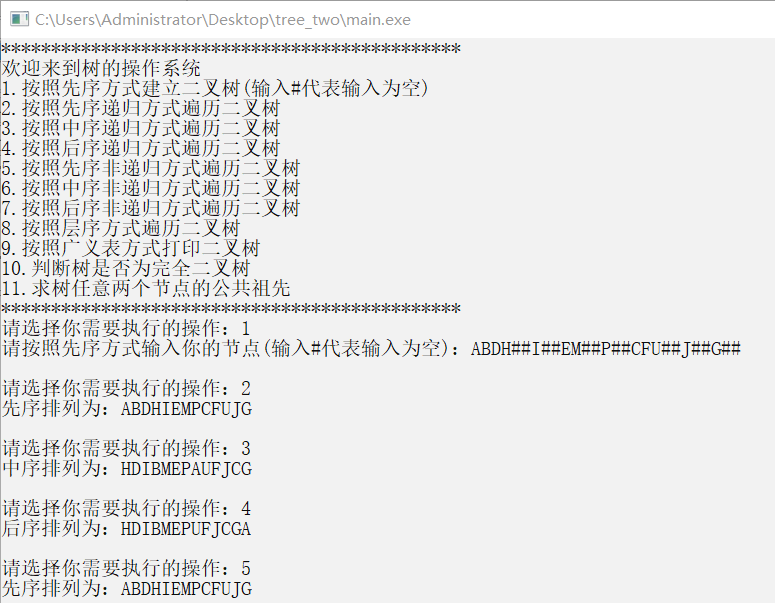 C:\Users\Administrator\Desktop\tree_two\main.exe
**********************************************
欢迎来到树的操作系统
1.按照先序方式建立二叉树(输入#代表输入为空)
2.按照先序递归方式遍历二叉树
3.按照中序递归方式遍历二叉树
4.按照后序递归方式遍历二叉树
5.按照先序非递归方式遍历二叉树
6.按照中序非递归方式遍历二叉树
7.按照后序非递归方式遍历二叉树
8.按照层序方式遍历二叉树
9.按照广义表方式打印二叉树
10.判断树是否为完全二叉树
11.求树任意两个节点的公共祖先
**********************************************
请选择你需要执行的操作: 1
请按照先序方式输入你的节点(输入#代表输入为空): ABDH##I##EM##P##CFU##J##G##
请选择你需要执行的操作: 2
先序排列为: ABDHIEMPCFUJG
请选择你需要执行的操作: 3
中序排列为: HDIBMEPAUFJCG
请选择你需要执行的操作: 4
后序排列为: HDIBMEPUFJCGA
请选择你需要执行的操作: 5
先序排列为: ABDHIEMPCFUJG